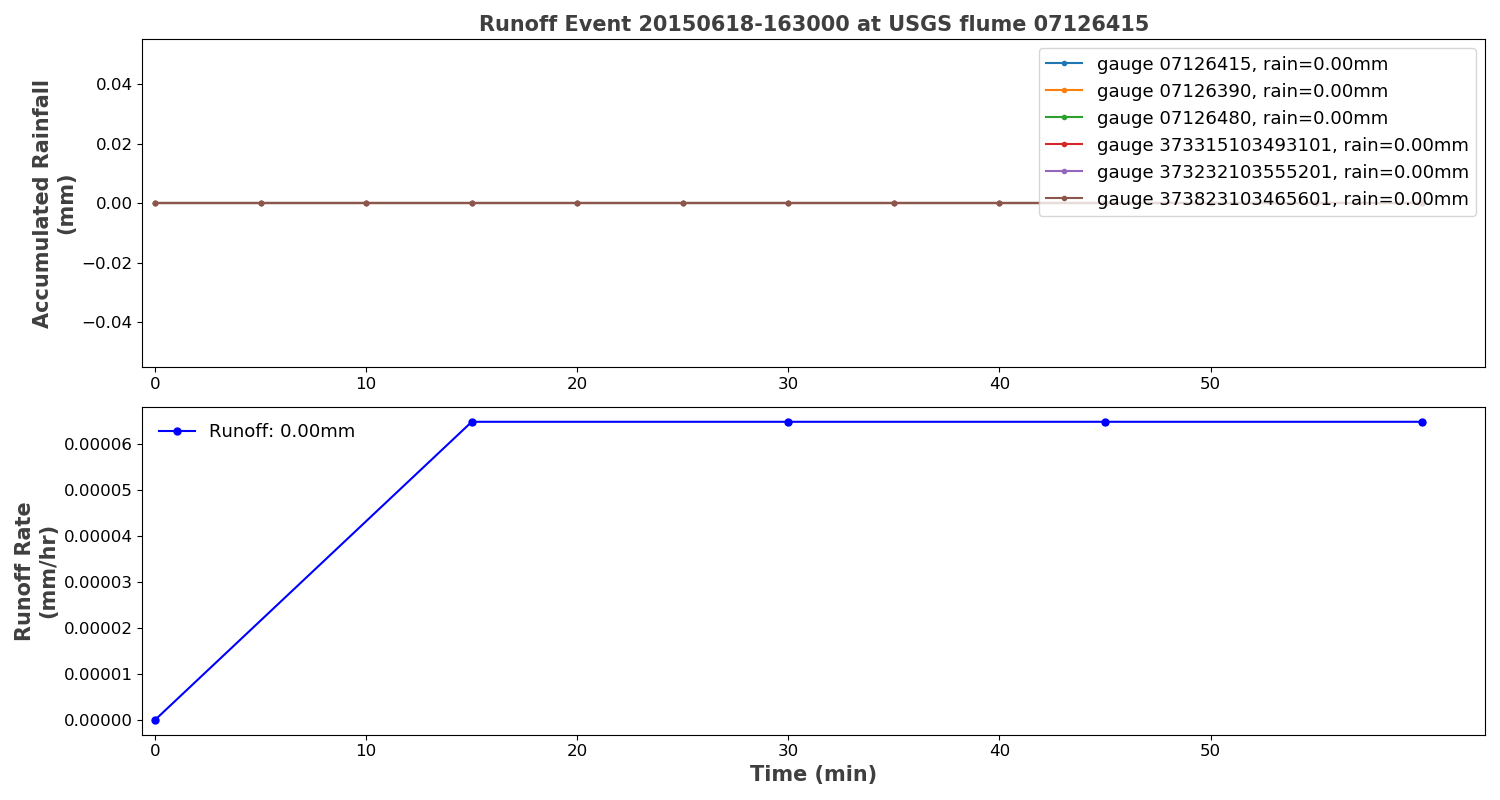 Runoff Event 20150618-163000 at USGS flume 07126415
Accumulated Rainfall
(mm)
0.04
0.02
0.00
−0.02
−0.04
gauge 07126415, rain=0.00mm
gauge 07126390, rain=0.00mm
gauge 07126480, rain=0.00mm
gauge 373315103493101, rain=0.00mm
gauge 373232103555201, rain=0.00mm
gauge 373823103465601, rain=0.00mm
0 10 20 30 40 50
Runoff Rate
(mm/hr)
0.00006
0.00005
0.00004
0.00003
0.00002
0.00001
0.00000
Runoff: 0.00mm
0 10 20 30 40 50
Time (min)